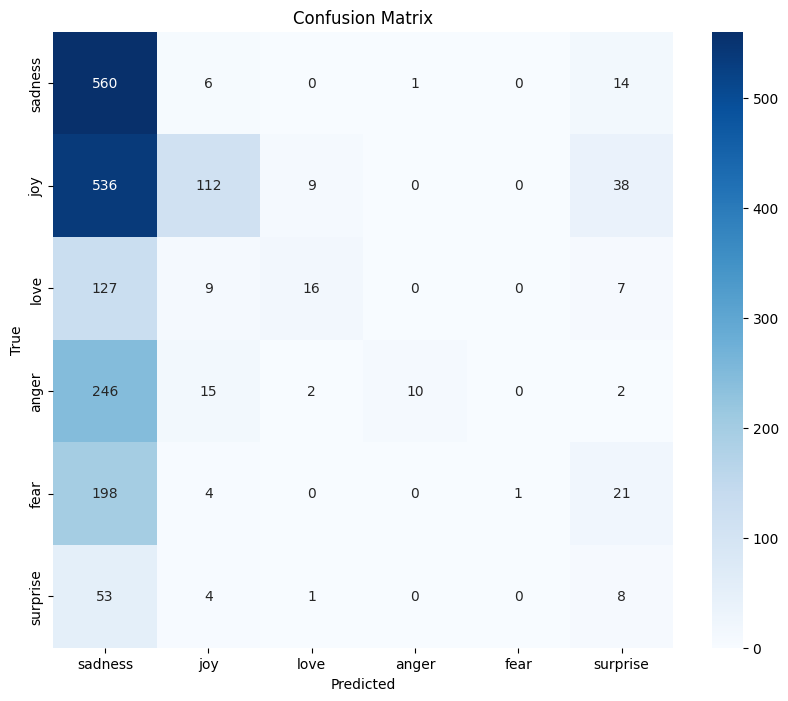 Confusion Matrix
sadness 560 6 0 1 0 14
joy 536 112 9 0 0 38
love 127 9 16 0 0 7
anger 246 15 2 10 0 2
fear 198 4 0 0 1 21
surprise 53 4 1 0 0 8
sadness joy love anger fear surprise
Predicted
True
500
400
300
200
100
0